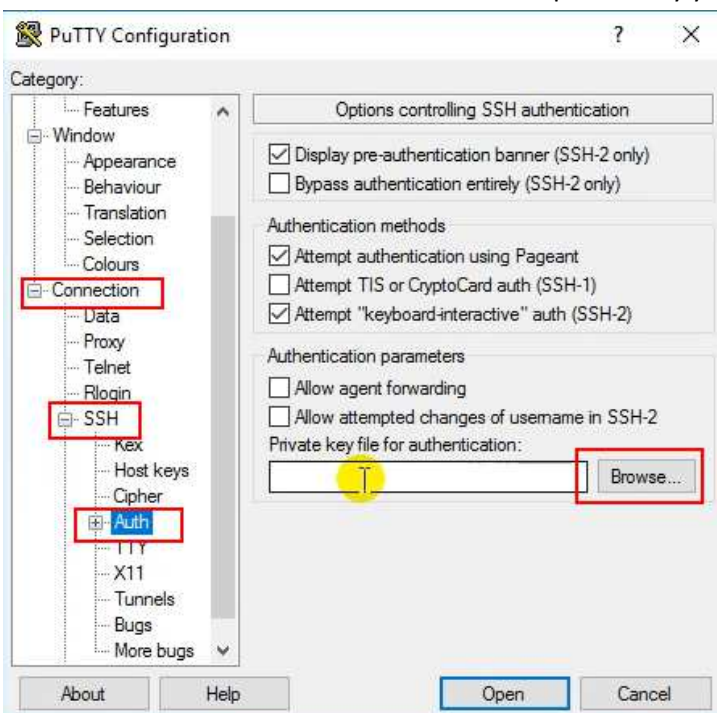 PuTTY Configuration
?
Category:
Features
Window
Appearance
Behaviour
Translation
Selection
Colours
Connection
Data
Proxy
Telnet
Rlogin
SSH
Kex
Host keys
Cipher
Auth
TTY
X11
Tunnels
Bugs
More bugs
Options controlling SSH authentication
Display pre-authentication banner (SSH-2 only)
Bypass authentication entirely (SSH-2 only)
Authentication methods
Attempt authentication using Pageant
Attempt TIS or CryptoCard auth (SSH-1)
Attempt "keyboard-interactive" auth (SSH-2)
Authentication parameters
Allow agent forwarding
Allow attempted changes of username in SSH-2
Private key file for authentication:
Browse...
About
Help
Open
Cancel